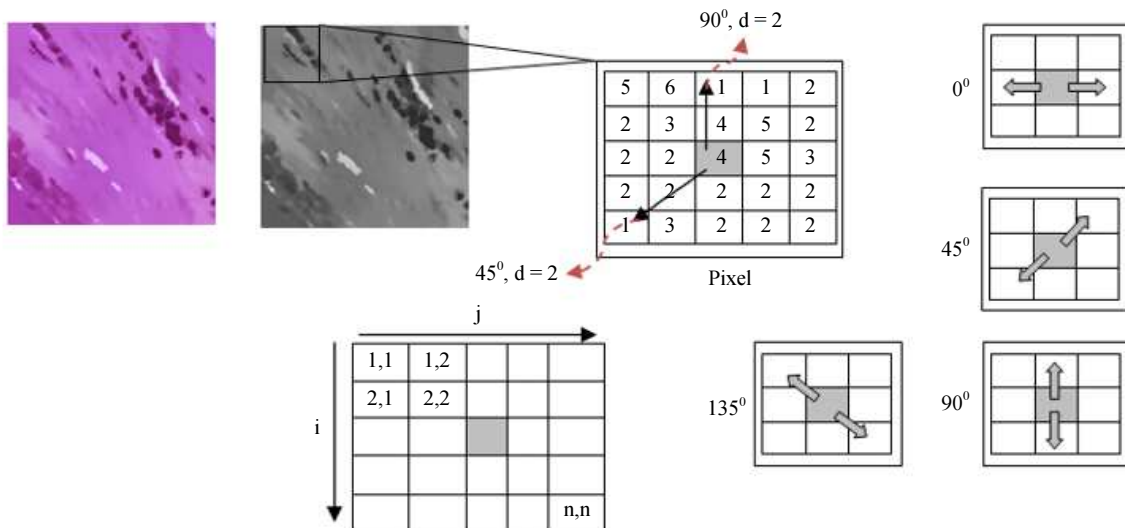 90⁰, d = 2
5 6 1 1 2
2 3 4 5 2
2 2 4 5 3
2 2 2 2 2
1 3 2 2 2
45⁰, d = 2
Pixel
0⁰
45⁰
j
i
1,1 1,2
2,1 2,2
n,n
135⁰
90⁰